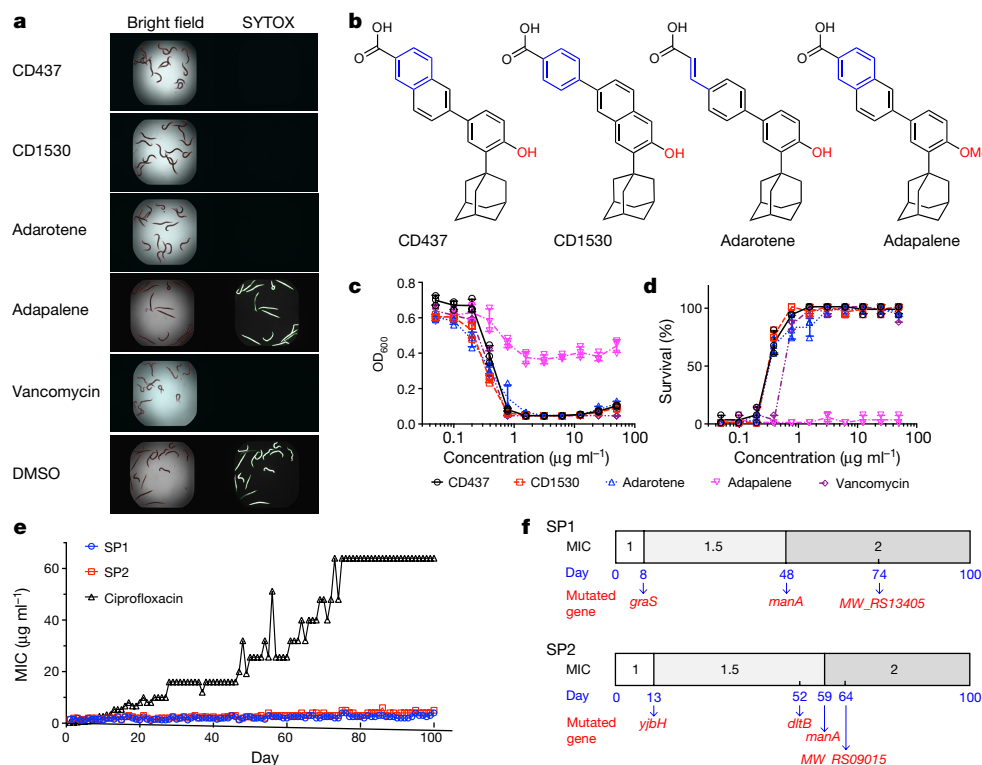 a
Bright field SYTOX
CD437
CD1530
Adarotene
Adapalene
Vancomycin
DMSO
b
OH
O
OH
CD437
OH
O
OH
CD1530
OH
O
OH
Adarotene
OH
O
OM
Adapalene
c
0.8
0.6
0.4
0.2
0.0
OD600
0.1 1 10 100
Concentration (µg ml−1)
d
100
50
0
Survival (%)
0.1 1 10 100
Concentration (µg ml−1)
CD437 CD1530 Adarotene Adapalene Vancomycin
e
SP1
SP2
Ciprofloxacin
60
40
20
0
MIC (µg ml−1)
0 20 40 60 80 100
Day
f
SP1
MIC 1 1.5 2
Day 0 8 48 74 100
Mutated gene
graS manA MW_RS13405
SP2
MIC 1 1.5 2
Day 0 13 52 59 64 100
Mutated gene
yjbH dltB
manA
MW_RS09015